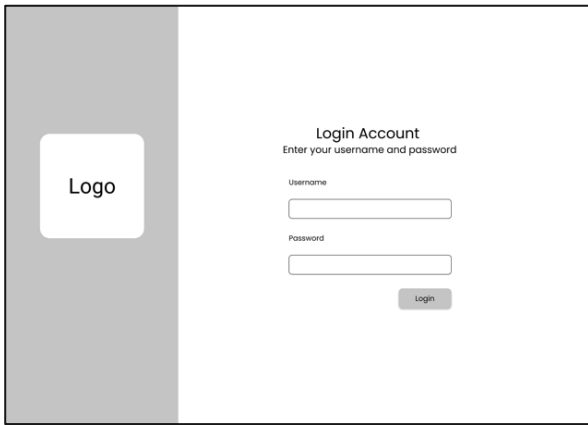 Logo
Login Account
Enter your username and password
Username
Password
Login